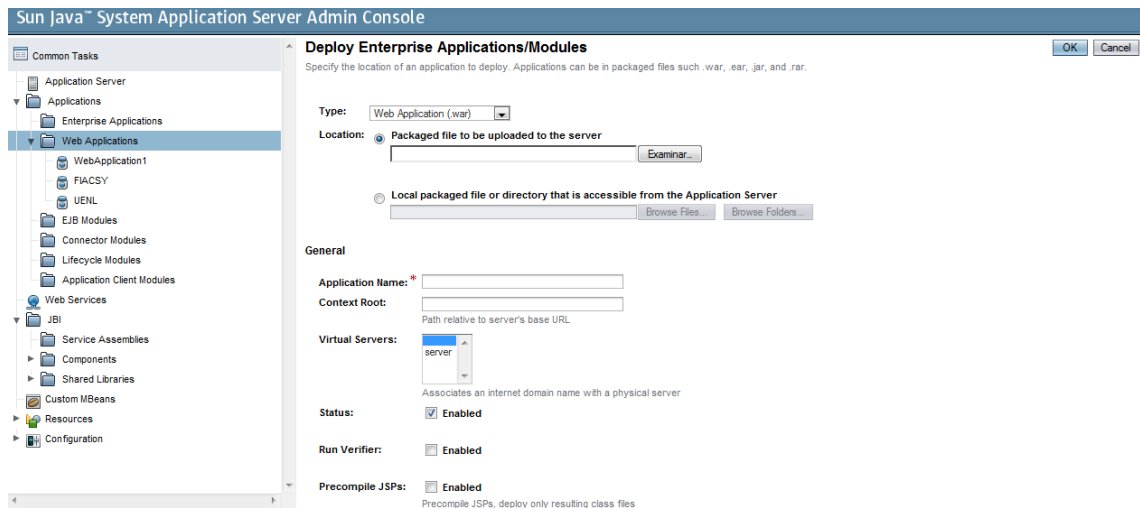 Sun Java™ System Application Server Admin Console
Common Tasks
Application Server
Applications
Enterprise Applications
Web Applications
WebApplication1
FIACSY
UENL
EJB Modules
Connector Modules
Lifecycle Modules
Application Client Modules
Web Services
JBI
Service Assemblies
Components
Shared Libraries
Custom MBeans
Resources
Configuration
Deploy Enterprise Applications/Modules
OK Cancel
Specify the location of an application to deploy. Applications can be in packaged files such .war, .ear, .jar, and .rar.
Type: Web Application (.war)
Location: Packaged file to be uploaded to the server
Examinar...
Local packaged file or directory that is accessible from the Application Server
Browse Files... Browse Folders...
General
Application Name: *
Context Root:
Path relative to server's base URL
Virtual Servers:
server
Associates an internet domain name with a physical server
Status: Enabled
Run Verifier: Enabled
Precompile JSPs: Enabled
Precompile JSPs, deploy only resulting class files